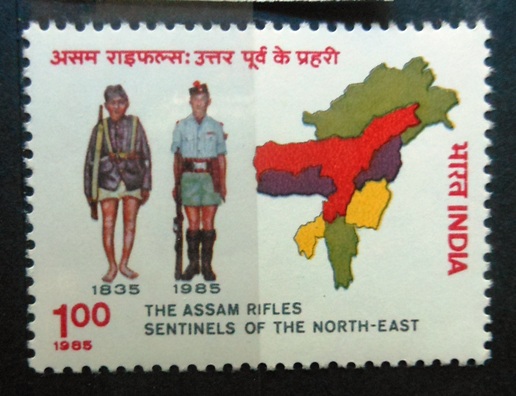 असम राइफल्स: उत्तर पूर्व के प्रहरी
भारत INDIA
1835 1985
1.00
THE ASSAM RIFLES
SENTINELS OF THE NORTH-EAST
1985